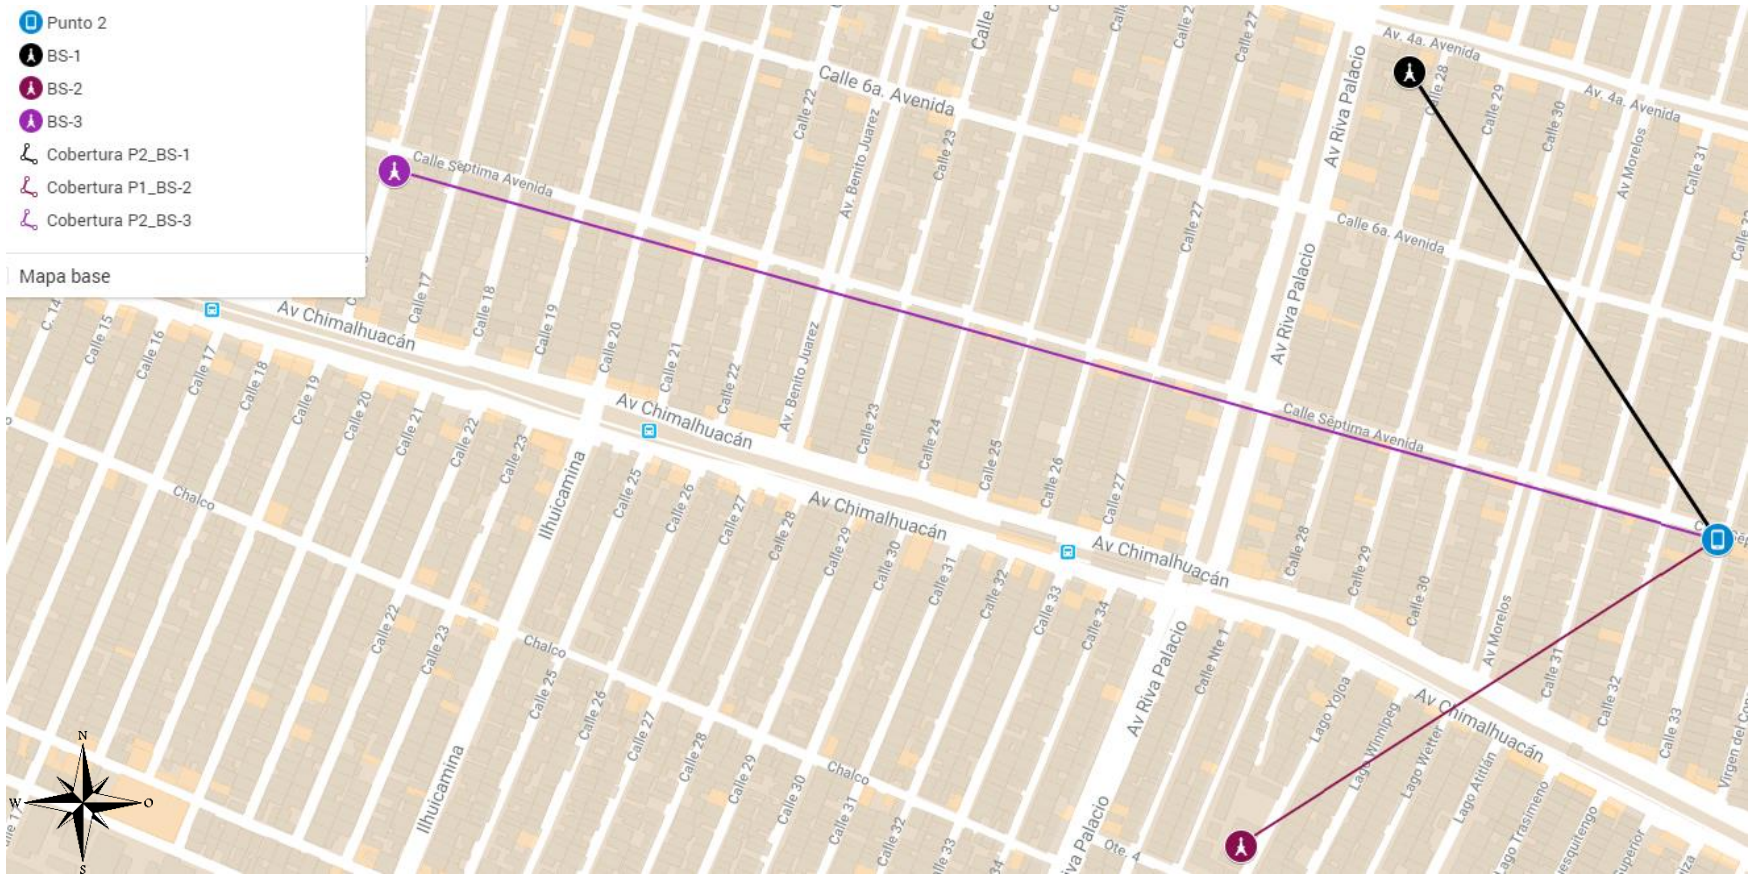 Punto 2
BS-1
BS-2
BS-3
Cobertura P2_BS-1
Cobertura P1_BS-2
Cobertura P2_BS-3
Mapa base
Calle 22
Calle 6a. Avenida
Calle 27
Av. 4a. Avenida
Av. 4a. Avenida
Av Riva Palacio
Calle 28
Calle 29
Calle 30
Av Morelos
Calle 31
Calle Séptima Avenida
Av. Benito Juarez
Calle 23
Calle 27
Calle 6a. Avenida
Av Riva Palacio
C. 14
Calle 15
Calle 16
Calle 17
Calle 18
Calle 19
Calle 20
Calle 21
Calle 22
Calle 23
Av Chimalhuacán
Calle 17
Calle 18
Calle 19
Calle 20
Calle 21
Calle 22
Av. Benito Juarez
Calle 23
Calle 24
Calle 25
Calle 26
Calle 27
Av Chimalhuacán
Calle Séptima Avenida
Chalco
Ilhuicamina
Calle 25
Calle 26
Calle 27
Calle 28
Calle 29
Calle 30
Calle 31
Calle 32
Calle 33
Calle 34
Av Chimalhuacán
Av Chimalhuacán
Calle 28
Calle 29
Calle 30
Av Morelos
Calle 31
Calle 32
Calle 33
Calle 22
Calle 23
Chalco
Calle 25
Calle 26
Calle 27
Calle 28
Calle 29
Calle 30
Calle 31
Calle 32
Chalco
Av Riva Palacio
Calle Nte 1
Lago Yojoa
Lago Winnipeg
Lago Wetter
Lago Atitlán
Lago Trasimeno
Av Chimalhuacán
Ilhuicamina
Ote. 4
N
W
O
S